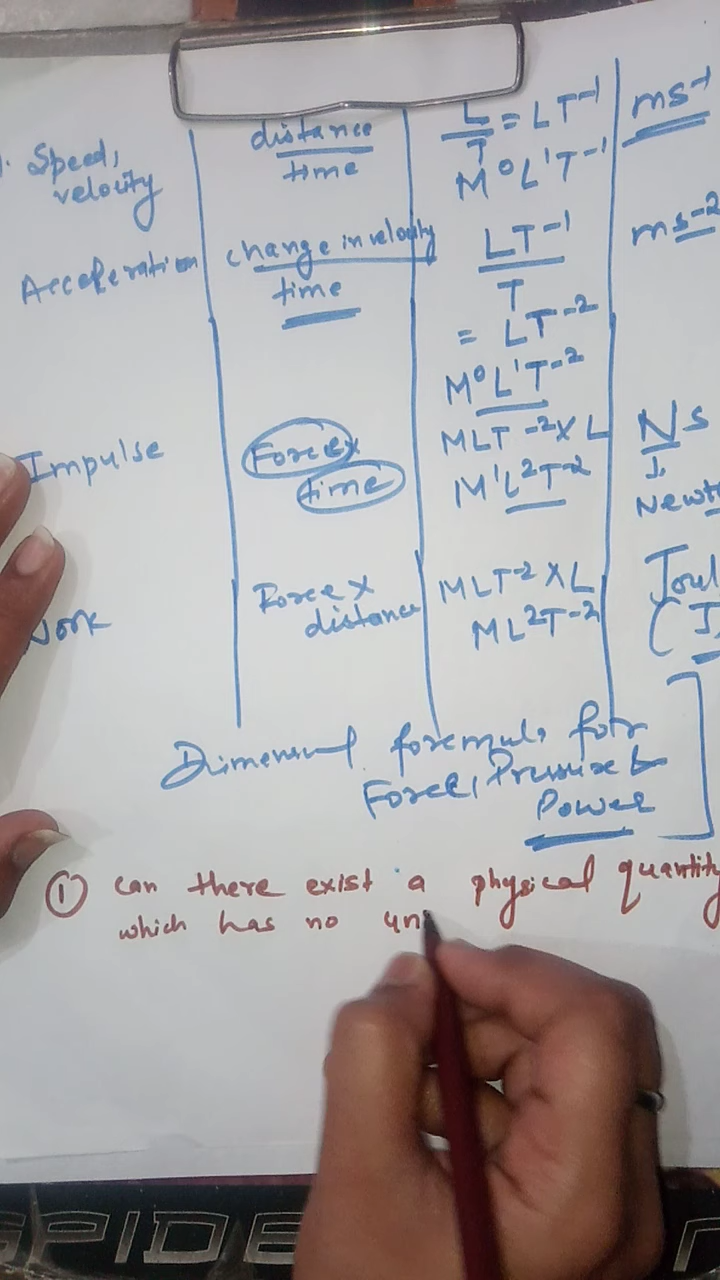 Speed,
velocity
distance
time
L/T = LT⁻¹
M⁰L¹T⁻¹
ms⁻¹
Acceleration
change in velocity
time
LT⁻¹
T
= LT⁻²
M⁰L¹T⁻²
ms⁻²
Impulse
Force x
time
MLT⁻² X L
M¹L²T⁻²
NS
Work
Force X
distance
MLT⁻² X L
ML²T⁻²
formula for
Force, Pressure &
Power
① can there exist a physical quantity
which has no un